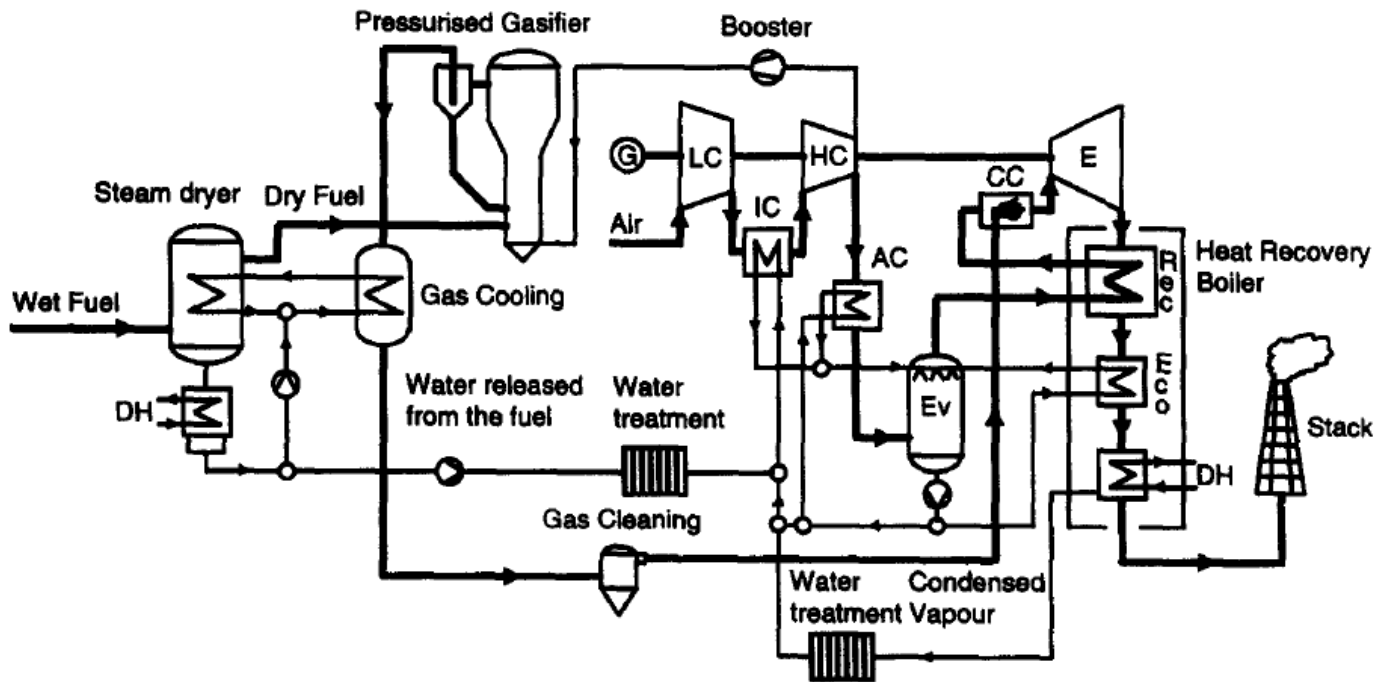 Pressurised Gasifier
Booster
G
LC
HC
E
Steam dryer
Dry Fuel
CC
Air
IC
AC
Rec
Heat Recovery
Boiler
Wet Fuel
Gas Cooling
Eco
DH
Water released
from the fuel
Water
treatment
Ev
Stack
DH
Gas Cleaning
Water
treatment
Condensed
Vapour